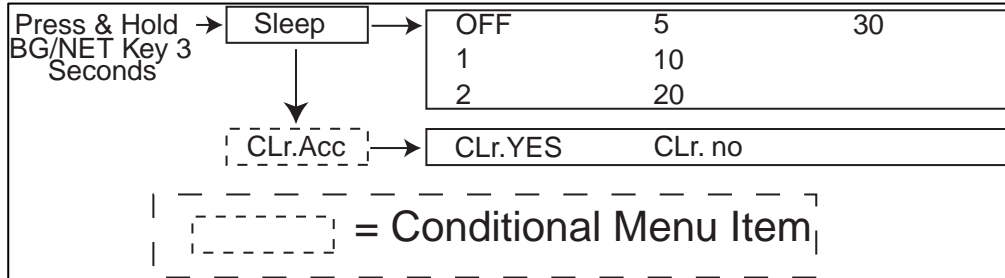 Press & Hold
BG/NET Key 3
Seconds
Sleep
OFF 5 30
1 10
2 20
CLr.Acc
CLr.YES CLr. no
= Conditional Menu Item